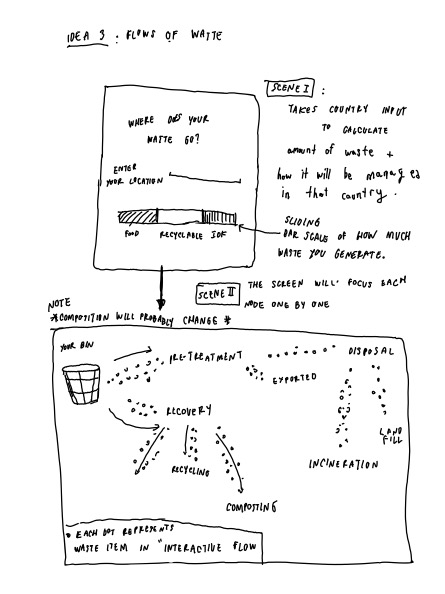 IDEA 3 : FLOWS OF WASTE
SCENE I :
TAKES COUNTRY INPUT
TO CALCULATE
amount of waste +
how it will be managed
in that country.
WHERE DOES YOUR
WASTE GO?
ENTER
YOUR LOCATION
FOOD RECYCLABLE
SLIDING
BAR SCALE OF HOW MUCH
WASTE YOU GENERATE.
SCENE II
THE SCREEN WILL FOCUS EACH
NODE ONE BY ONE
NOTE
*COMPOSITION WILL PROBABLY CHANGE *
YOUR BIN
PRE-TREATMENT
DISPOSAL
EXPORTED
RECOVERY
LAND
FILL
RECYCLING
INCINERATION
COMPOSTING
* EACH DOT REPRESENTS
WASTE ITEM IN "INTERACTIVE FLOW